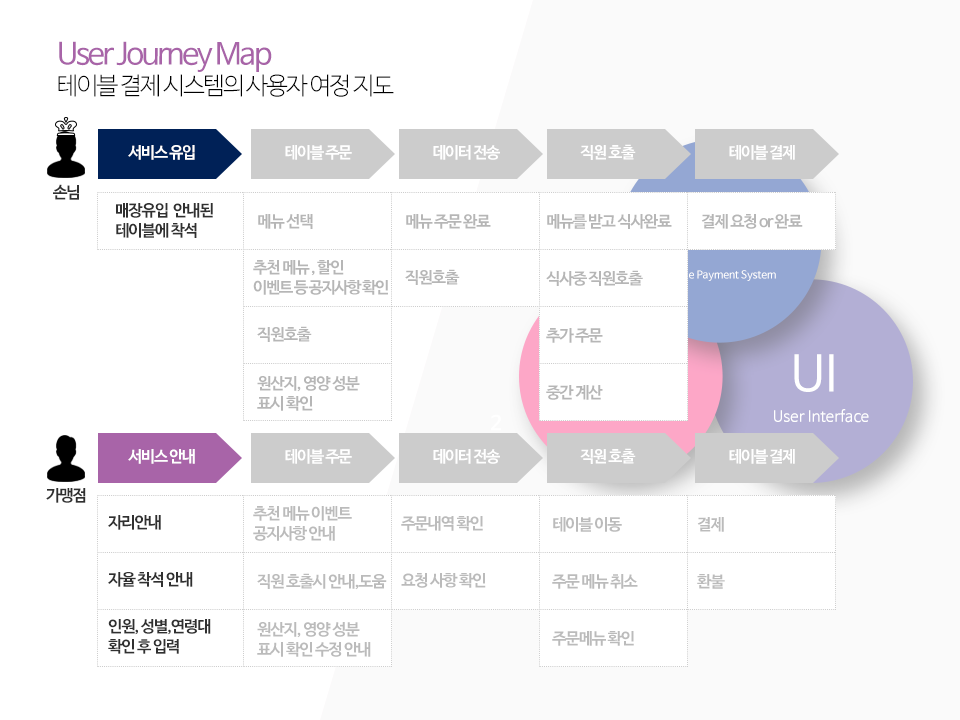 User Journey Map
테이블 결제 시스템의 사용자 여정 지도
손님
서비스 유입
테이블 주문
데이터 전송
직원 호출
테이블 결제
매장유입 안내된
테이블에 착석
메뉴 선택
메뉴 주문 완료
메뉴를 받고 식사완료
결제 요청 or 완료
추천 메뉴 , 할인
이벤트 등 공지사항 확인
직원호출
식사중 직원호출
e Payment System
직원호출
추가 주문
원산지, 영양 성분
표시 확인
중간 계산
UI
User Interface
2
가맹점
서비스 안내
테이블 주문
데이터 전송
직원 호출
테이블 결제
자리안내
추천 메뉴 이벤트
공지사항 안내
주문내역 확인
테이블 이동
결제
자율 착석 안내
직원 호출시 안내,도움
요청 사항 확인
주문 메뉴 취소
환불
인원, 성별,연령대
확인 후 입력
원산지, 영양 성분
표시 확인 수정 안내
주문메뉴 확인